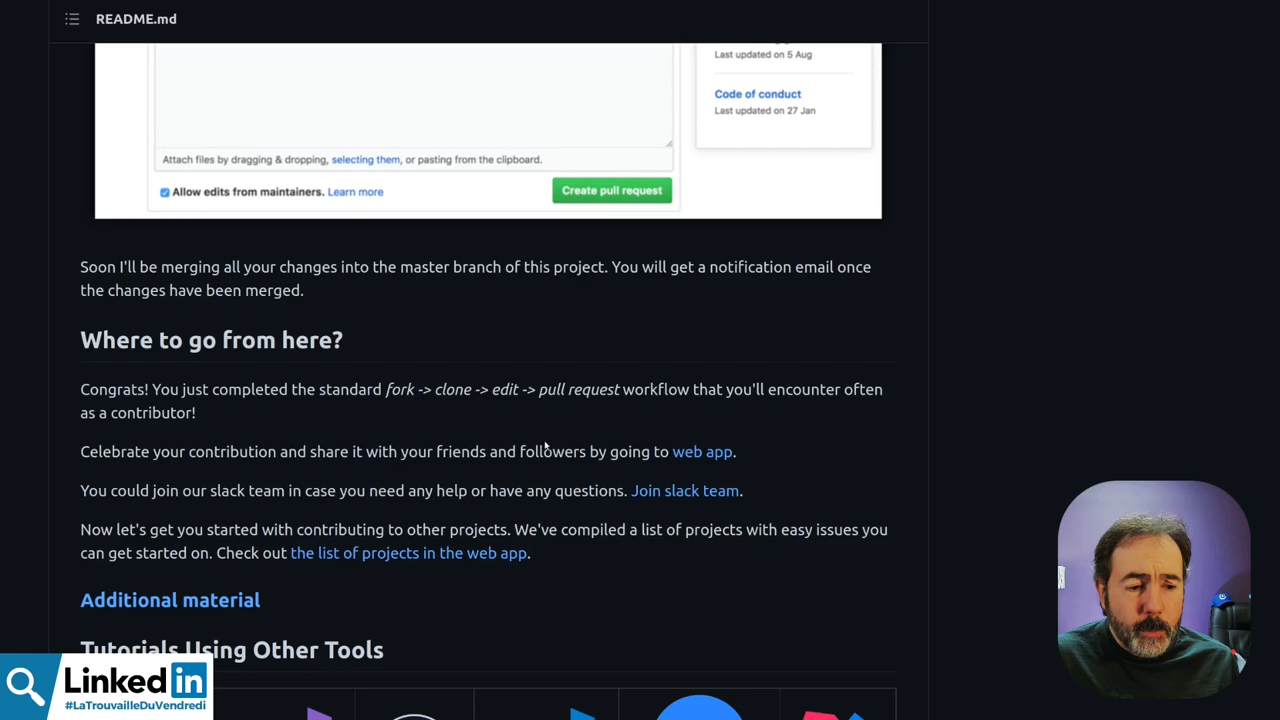 README.md
Last updated on 5 Aug
Code of conduct
Last updated on 27 Jan
Attach files by dragging & dropping, selecting them, or pasting from the clipboard.
Allow edits from maintainers. Learn more
Create pull request
Soon I'll be merging all your changes into the master branch of this project. You will get a notification email once
the changes have been merged.
Where to go from here?
Congrats! You just completed the standard fork -> clone -> edit -> pull request workflow that you'll encounter often
as a contributor!
Celebrate your contribution and share it with your friends and followers by going to web app.
You could join our slack team in case you need any help or have any questions. Join slack team.
Now let's get you started with contributing to other projects. We've compiled a list of projects with easy issues you
can get started on. Check out the list of projects in the web app.
Additional material
Tutorials Using Other Tools
Linked in
#LaTrouvailleDuVendredi